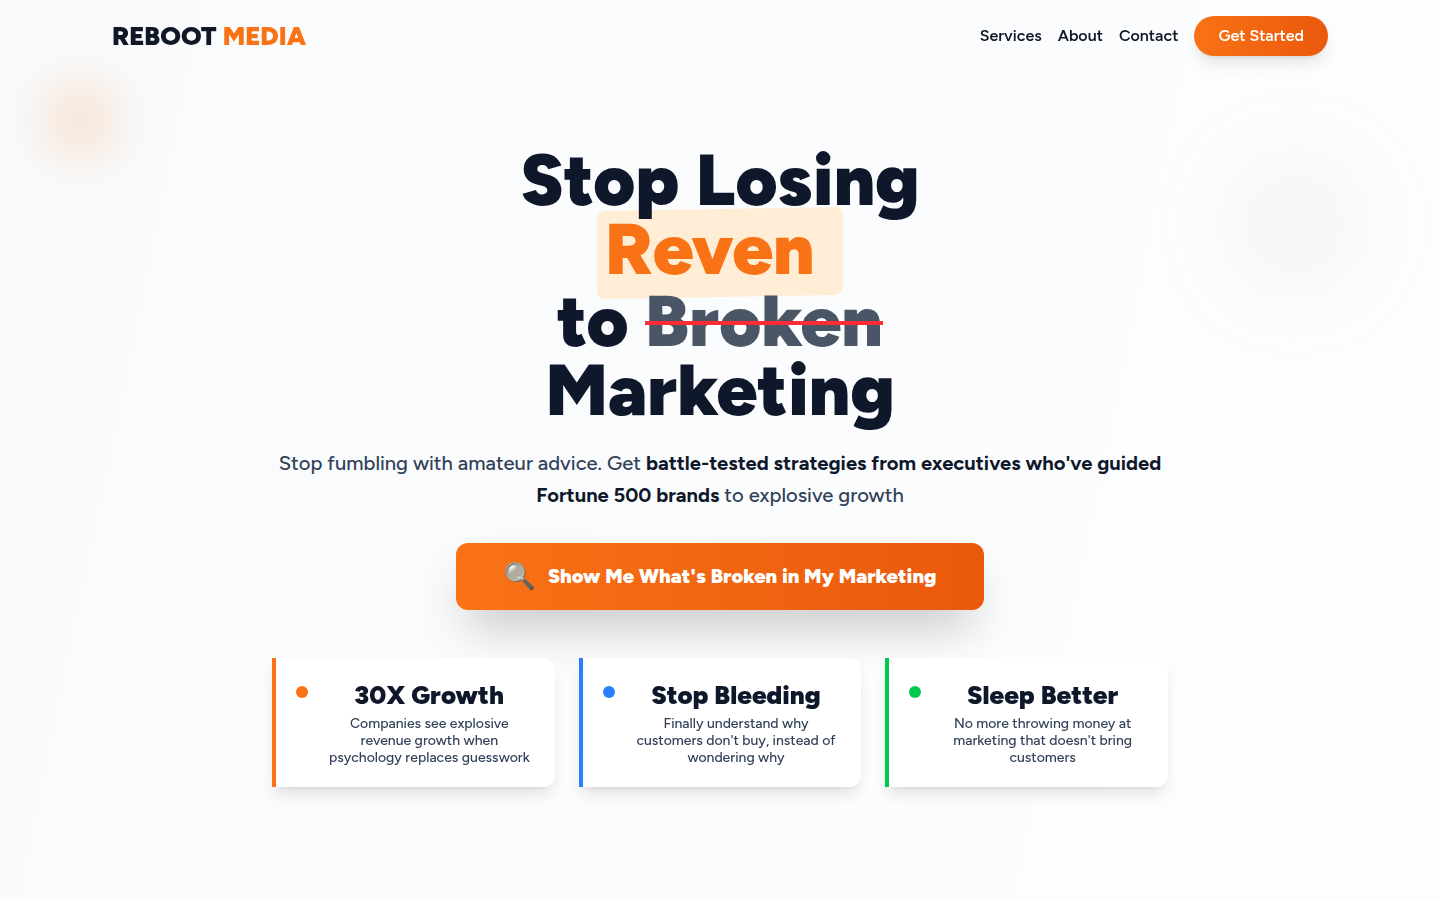 REBOOT MEDIA
Services About Contact Get Started
Stop Losing
Reven
to Broken
Marketing
Stop fumbling with amateur advice. Get battle-tested strategies from executives who've guided
Fortune 500 brands to explosive growth
Show Me What's Broken in My Marketing
30X Growth
Companies see explosive
revenue growth when
psychology replaces guesswork
Stop Bleeding
Finally understand why
customers don't buy, instead of
wondering why
Sleep Better
No more throwing money at
marketing that doesn't bring
customers